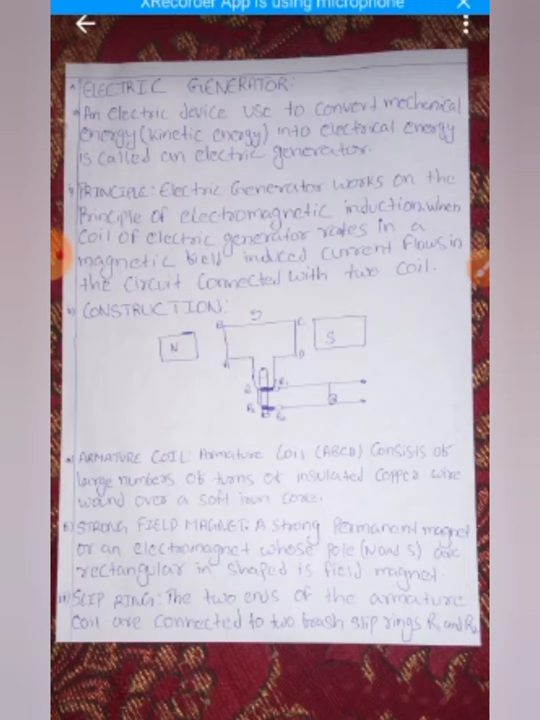 XRecorder App is using microphone
ELECTRIC GENERATOR:
An electric device use to convert mechanical
energy (kinetic energy) into electrical energy
is called an electric generator.
PRINCIPLE: Electric Generator works on the
Principle of electromagnetic induction. When
coil of electric generator rates in a
magnetic field induced current flows in
the circuit connected with two coil.
CONSTRUCTION:
B C
N S
A D
R1
R2
ARMATURE COIL: Armature Coil (ABCD) Consists of
large numbers of turns of insulated copper wire
wound over a soft iron core.
STRONG FIELD MAGNET: A strong Permanant magnet
or an electromagnet whose pole (N and S) are
rectangular in shaped is field magnet.
SLIP RING: The two ends of the armature
coil are connected to two brash slip rings R1 and R2